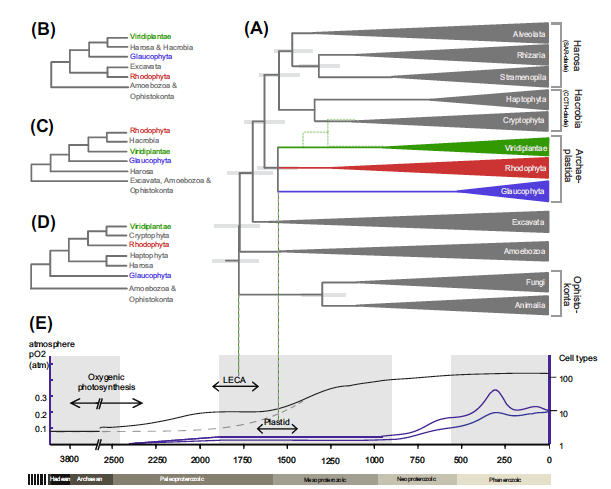 (B)
Viridiplantae
Harosa & Hacrobia
Glaucophyta
Excavata
Rhodophyta
Amoebozoa &
Ophistokonta
(C)
Rhodophyta
Hacrobia
Viridiplantae
Glaucophyta
Harosa
Excavata, Amoebozoa &
Ophistokonta
(D)
Viridiplantae
Cryptophyta
Rhodophyta
Haptophyta
Harosa
Glaucophyta
Amoebozoa &
Ophistokonta
(A)
Alveolata
Rhizaria
Stramenopila
Haptophyta
Cryptophyta
Viridiplantae
Rhodophyta
Glaucophyta
Excavata
Amoebozoa
Fungi
Animalia
Harosa
(SAR-clade)
Hacrobia
(CCTH-clade)
Archae-
plastida
Ophisto-
konta
(E)
atmosphere
pO2
(atm)
Cell types
Oxygenic
photosynthesis
LECA
Plastid
0.3
0.2
0.1
100
10
1
3800 2500 2250 2000 1750 1500 1250 1000 750 500 250 0
Hadean Archaean Paleoproterozoic Mesoproterozoic Neoproterozoic Phanerozoic